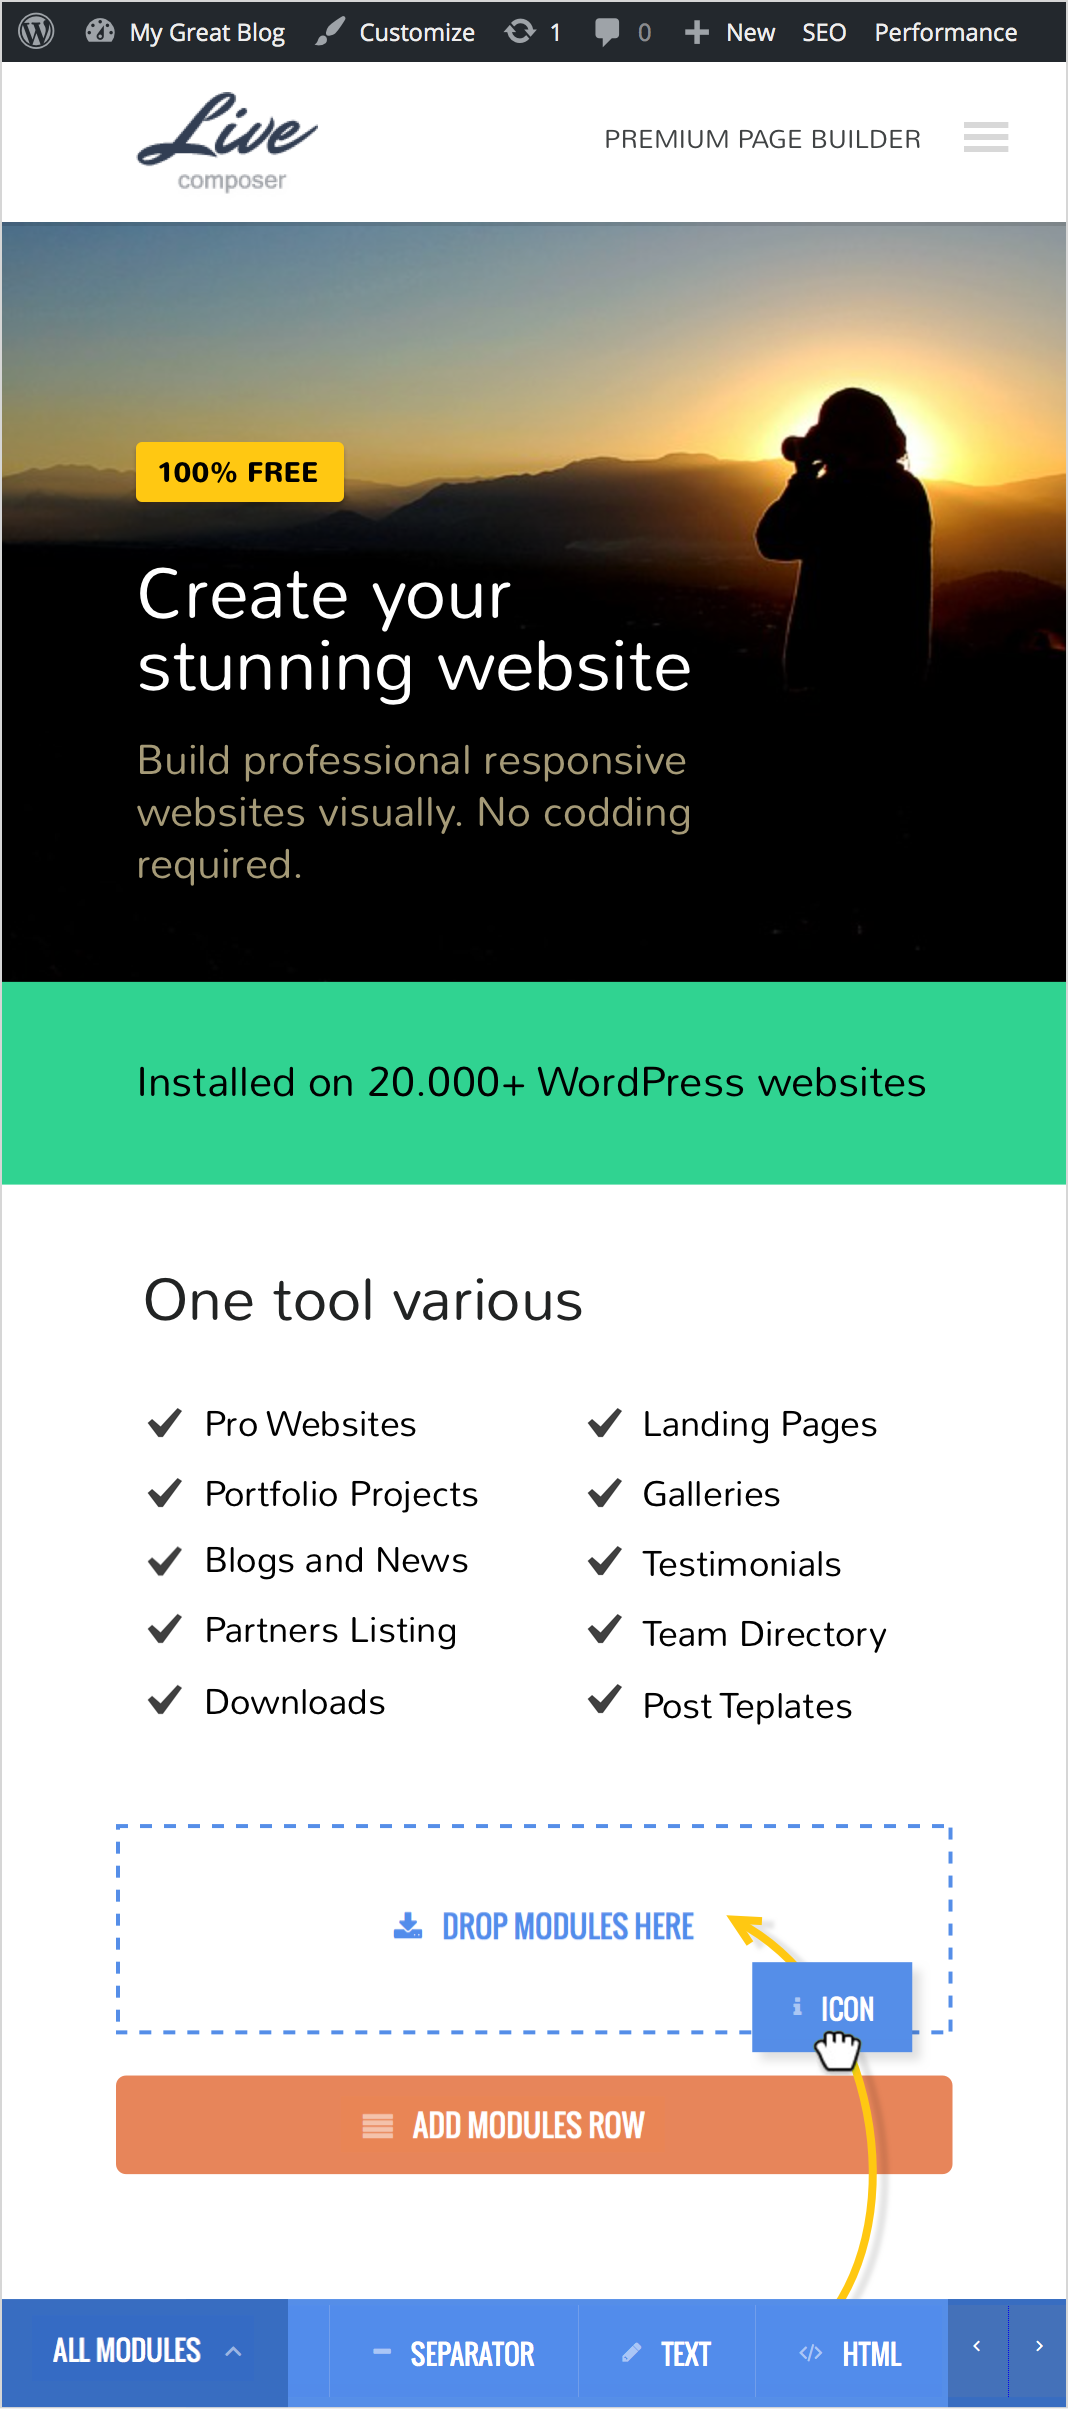 My Great Blog Customize 1 0 New SEO Performance
Live
composer
PREMIUM PAGE BUILDER
100% FREE
Create your
stunning website
Build professional responsive
websites visually. No codding
required.
Installed on 20.000+ WordPress websites
One tool various
Pro Websites
Landing Pages
Portfolio Projects
Galleries
Blogs and News
Testimonials
Partners Listing
Team Directory
Downloads
Post Teplates
DROP MODULES HERE
ICON
ADD MODULES ROW
ALL MODULES SEPARATOR TEXT HTML